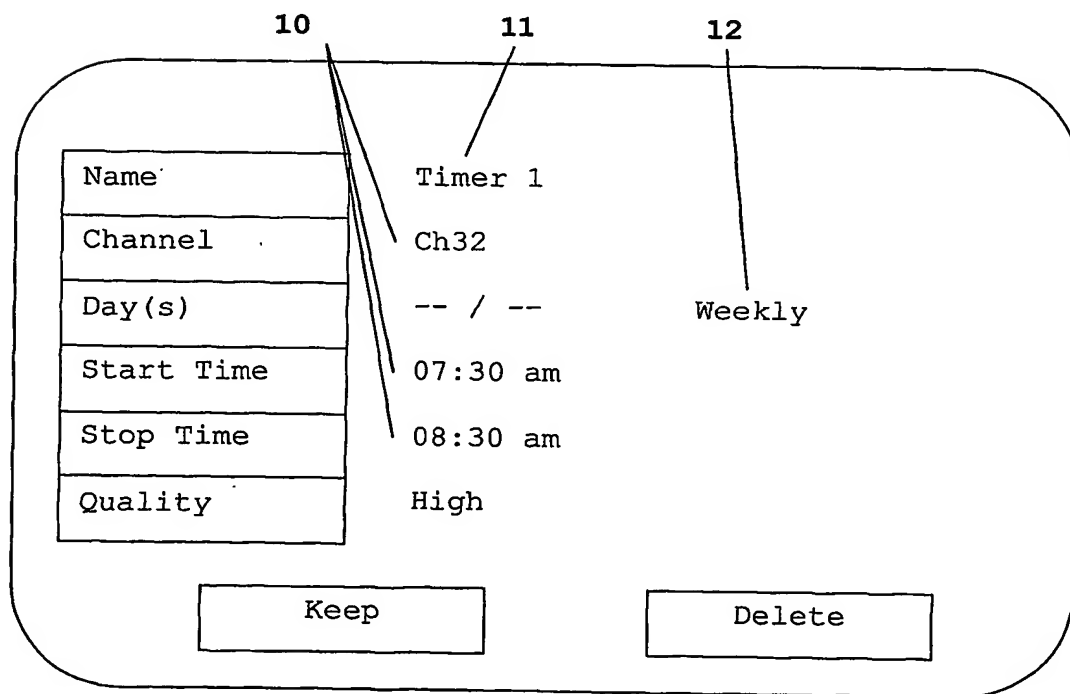 10 11 12
Name Timer 1
Channel Ch32
Day(s) -- / -- Weekly
Start Time 07:30 am
Stop Time 08:30 am
Quality High
Keep Delete